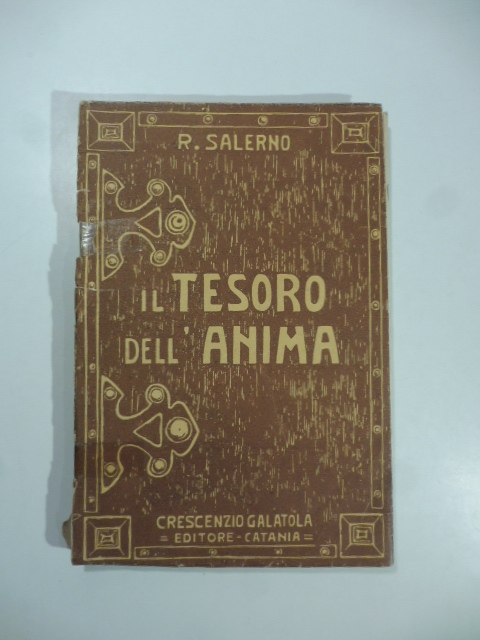 R. SALERNO
IL TESORO
DELL'ANIMA
CRESCENZIO GALATOLA
= EDITORE - CATANIA =